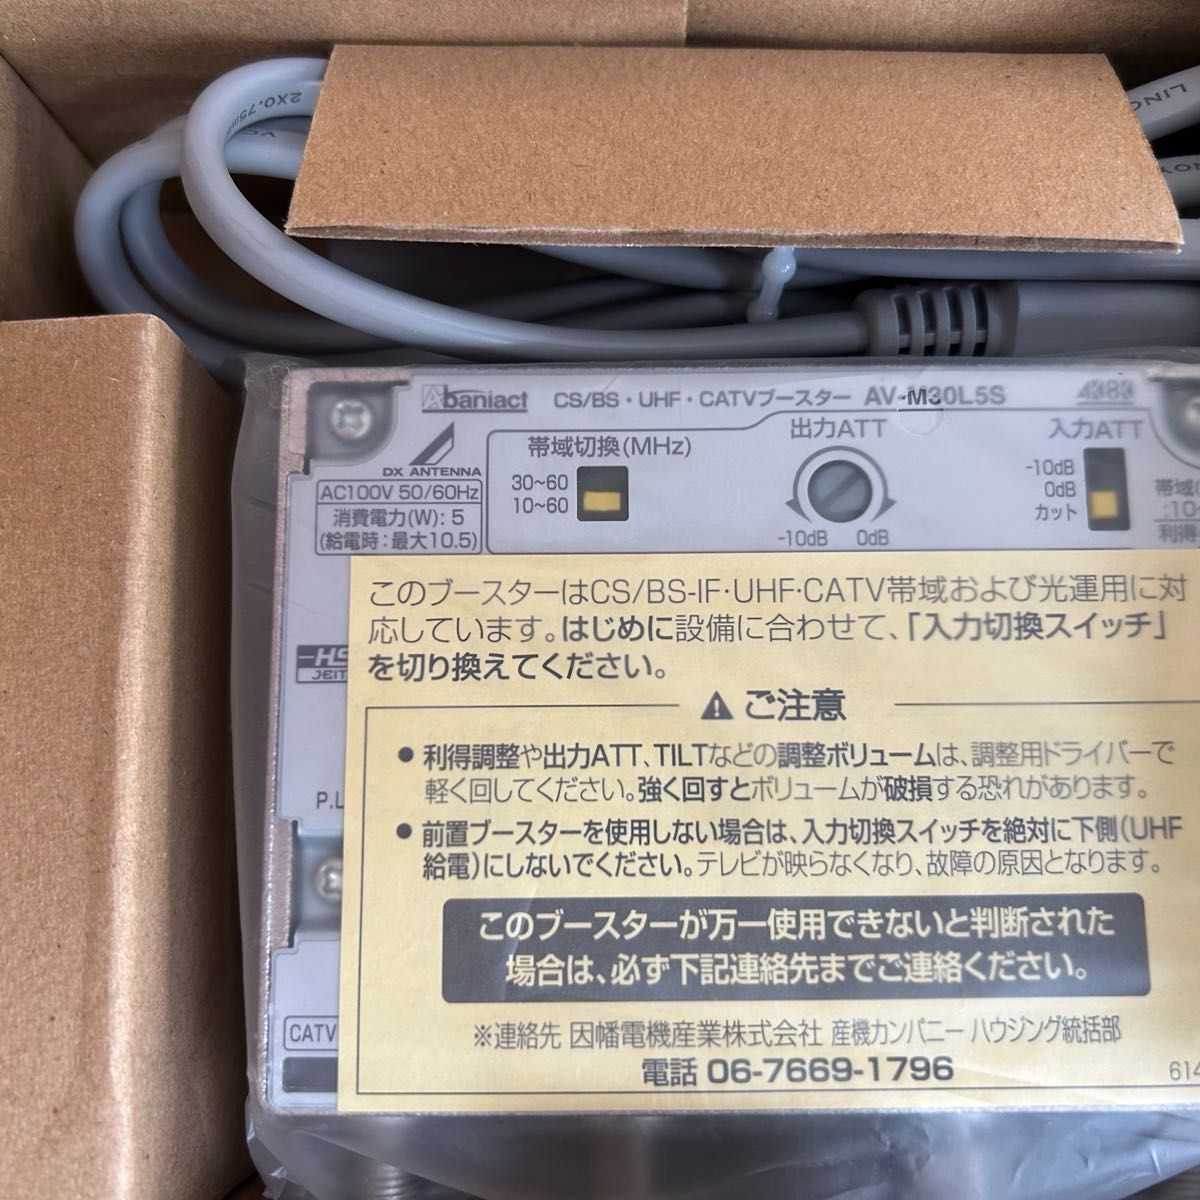 2X0.75m
LINC
Abaniact CS/BS・UHF・CATVブースター AV-M30L5S
DX ANTENNA
AC100V 50/60Hz
消費電力(W): 5
(給電時：最大10.5)
帯域切換(MHz)
30~60
10~60
出力ATT
-10dB 0dB
入力ATT
-10dB
0dB
カット
帯域(
:10-
利得
このブースターはCS/BS-IF･UHF･CATV帯域および光運用に対
応しています。はじめに設備に合わせて、「入力切換スイッチ」
を切り換えてください。
ご注意
●利得調整や出力ATT、TILTなどの調整ボリュームは、調整用ドライバーで
軽く回してください。強く回すとボリュームが破損する恐れがあります。
●前置ブースターを使用しない場合は、入力切換スイッチを絶対に下側(UHF
給電)にしないでください。テレビが映らなくなり、故障の原因となります。
このブースターが万一使用できないと判断された
場合は、必ず下記連絡先までご連絡ください。
※連絡先 因幡電機産業株式会社 産機カンパニー ハウジング統括部
電話 06-7669-1796
614
HS
JEIT
P.L
CATV